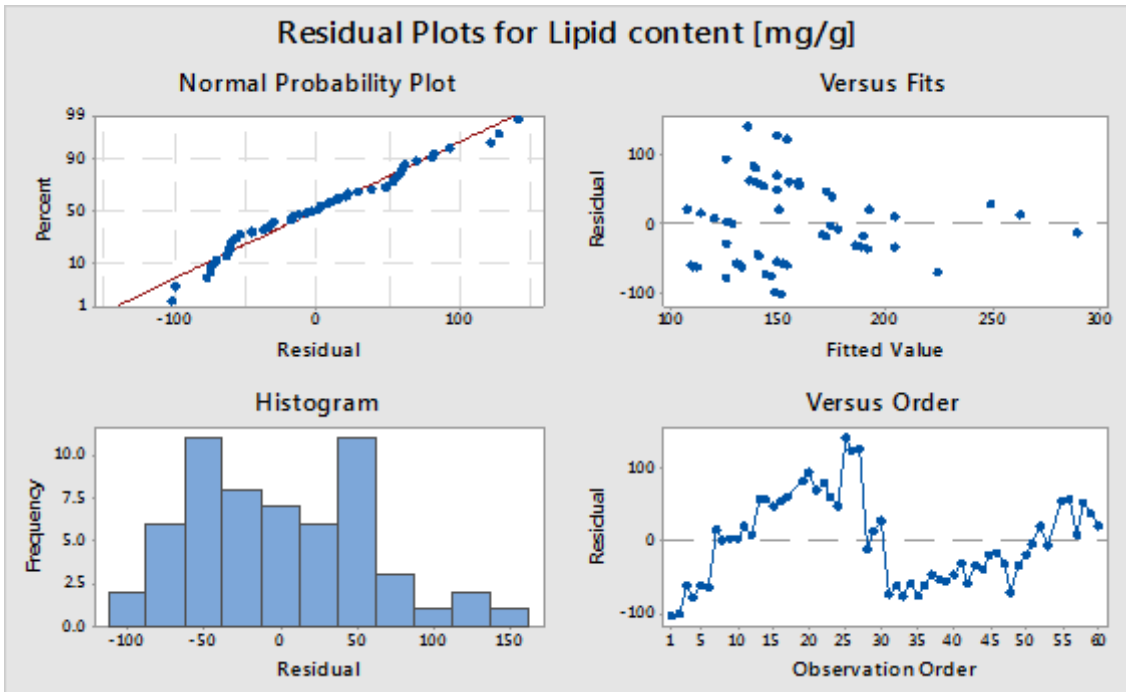 Residual Plots for Lipid content [mg/g]
Normal Probability Plot
99
90
50
10
1
Percent
-100 0 100
Residual
Versus Fits
100
0
-100
Residual
100 150 200 250 300
Fitted Value
Histogram
10.0
7.5
5.0
2.5
0.0
Frequency
-100 -50 0 50 100 150
Residual
Versus Order
100
0
-100
Residual
1 5 10 15 20 25 30 35 40 45 50 55 60
Observation Order